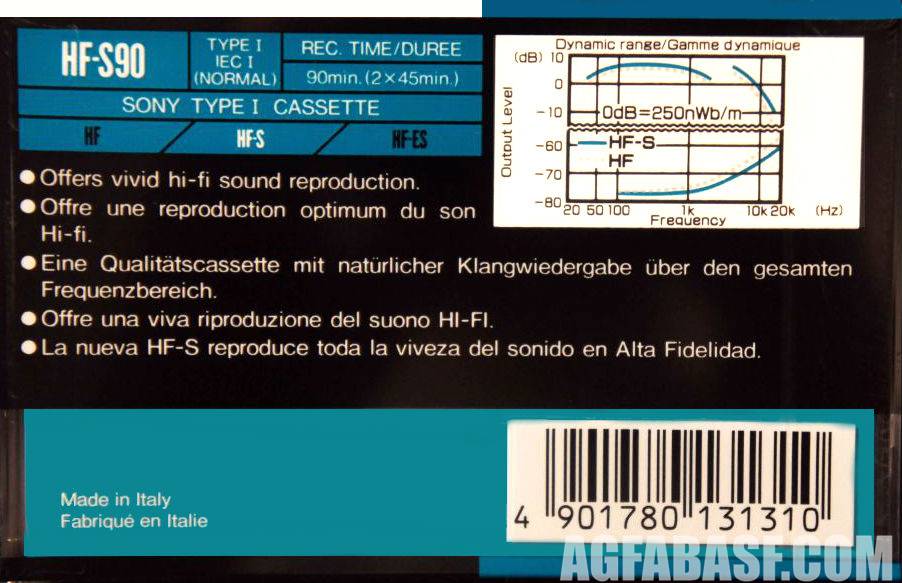 HF-S90
TYPE I
IEC I
(NORMAL)
REC. TIME/DUREE
90min. (2×45min.)
SONY TYPE I CASSETTE
HF
HF-S
HF-ES
Dynamic range/Gamme dynamique
(dB) 10
0
-10
0dB=250nWb/m
-60
HF-S
HF
-70
-80
Output Level
20 50 100 1k 10k 20k (Hz)
Frequency
● Offers vivid hi-fi sound reproduction.
● Offre une reproduction optimum du son
Hi-fi.
● Eine Qualitätscassette mit natürlicher Klangwiedergabe über den gesamten
Frequenzbereich.
● Offre una viva riproduzione del suono HI-FI.
● La nueva HF-S reproduce toda la viveza del sonido en Alta Fidelidad.
Made in Italy
Fabriqué en Italie
4 901780 131310
AGFABASF.COM